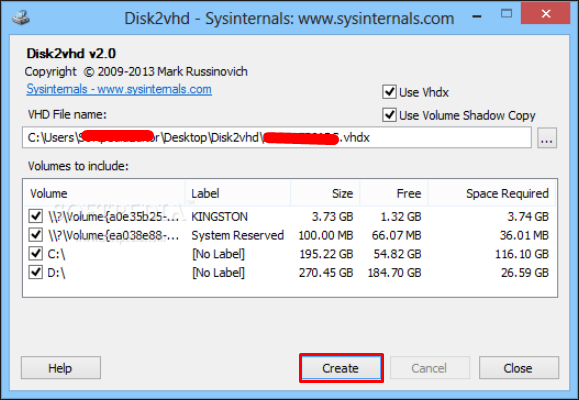 Disk2vhd - Sysinternals: www.sysinternals.com
Disk2vhd v2.0
Copyright © 2009-2013 Mark Russinovich
Sysinternals - www.sysinternals.com
Use Vhdx
VHD File name:
Use Volume Shadow Copy
C:\Users\ \Desktop\Disk2vhd\ .vhdx
...
Volumes to include:
Volume Label Size Free Space Required
\\?\Volume{a0e35b25-... KINGSTON 3.73 GB 1.32 GB 3.74 GB
SOFTPEDIA
\\?\Volume{ea038e88-... System Reserved 100.00 MB 66.07 MB 36.01 MB
C:\ [No Label] 195.22 GB 54.82 GB 116.10 GB
D:\ [No Label] 270.45 GB 184.70 GB 26.59 GB
Help Create Cancel Close